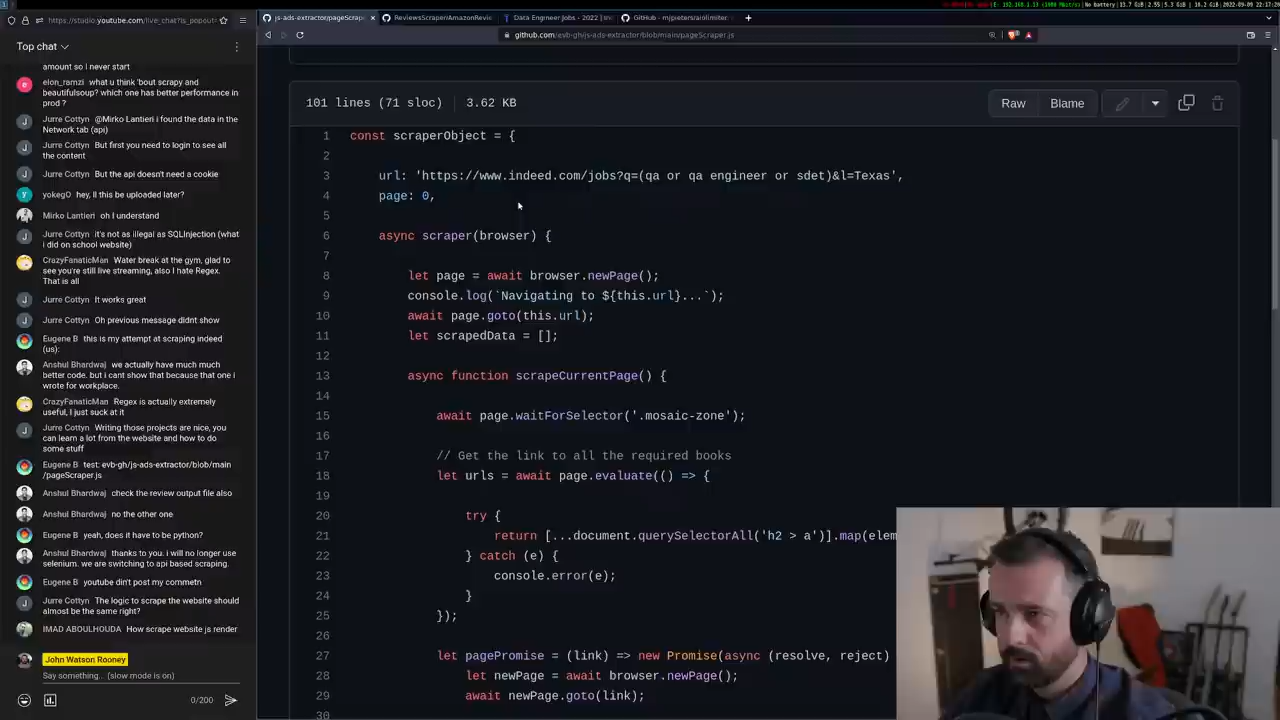 https://studio.youtube.com/live_chat?is_popout=
js-ads-extractor/pageScrape
ReviewsScraper/AmazonRevie
Data Engineer Jobs - 2022 |
GitHub - mjpieters/aiolimiter:
2022-09-09 22:17:20
github.com/evb-gh/js-ads-extractor/blob/main/pageScraper.js
Top chat
amount so I never start
elon_ramzi what u think 'bout scrapy and
beautifulsoup? which one has better performance in
prod ?
Jurre Cottyn @Mirko Lantieri i found the data in the
Network tab (api)
Jurre Cottyn But first you need to login to see all
the content
Jurre Cottyn But the api doesn't need a cookie
yokegO hey, ll this be uploaded later?
Mirko Lantieri oh I understand
Jurre Cottyn it's not as illegal as SQLInjection (what
i did on school website)
CrazyFanaticMan Water break at the gym, glad to
see you're still live streaming, also I hate Regex.
That is all
Jurre Cottyn It works great
Jurre Cottyn Oh previous message didnt show
Eugene B this is my attempt at scraping indeed
(us):
Anshul Bhardwaj we actually have much much
better code. but i cant show that because that one i
wrote for workplace.
CrazyFanaticMan Regex is actually extremely
useful, I just suck at it
Jurre Cottyn Writing those projects are nice, you
can learn a lot from the website and how to do
some stuff
Eugene B test: evb-gh/js-ads-extractor/blob/main
/pageScraper.js
Anshul Bhardwaj check the review output file also
Anshul Bhardwaj no the other one
Eugene B yeah, does it have to be python?
Anshul Bhardwaj thanks to you. i will no longer use
selenium. we are switching to api based scraping.
Eugene B youtube din't post my commetn
Jurre Cottyn The logic to scrape the website should
almost be the same right?
IMAD ABOULHOUDA How scrape website js render
John Watson Rooney
Say something... (slow mode is on)
0/200
101 lines (71 sloc) 3.62 KB
Raw Blame
1 const scraperObject = {
2
3 url: 'https://www.indeed.com/jobs?q=(qa or qa engineer or sdet)&l=Texas',
4 page: 0,
5
6 async scraper(browser) {
7
8 let page = await browser.newPage();
9 console.log(`Navigating to ${this.url}...`);
10 await page.goto(this.url);
11 let scrapedData = [];
12
13 async function scrapeCurrentPage() {
14
15 await page.waitForSelector('.mosaic-zone');
16
17 // Get the link to all the required books
18 let urls = await page.evaluate(() => {
19
20 try {
21 return [...document.querySelectorAll('h2 > a')].map(elem
22 } catch (e) {
23 console.error(e);
24 }
25 });
26
27 let pagePromise = (link) => new Promise(async (resolve, reject)
28 let newPage = await browser.newPage();
29 await newPage.goto(link);
30